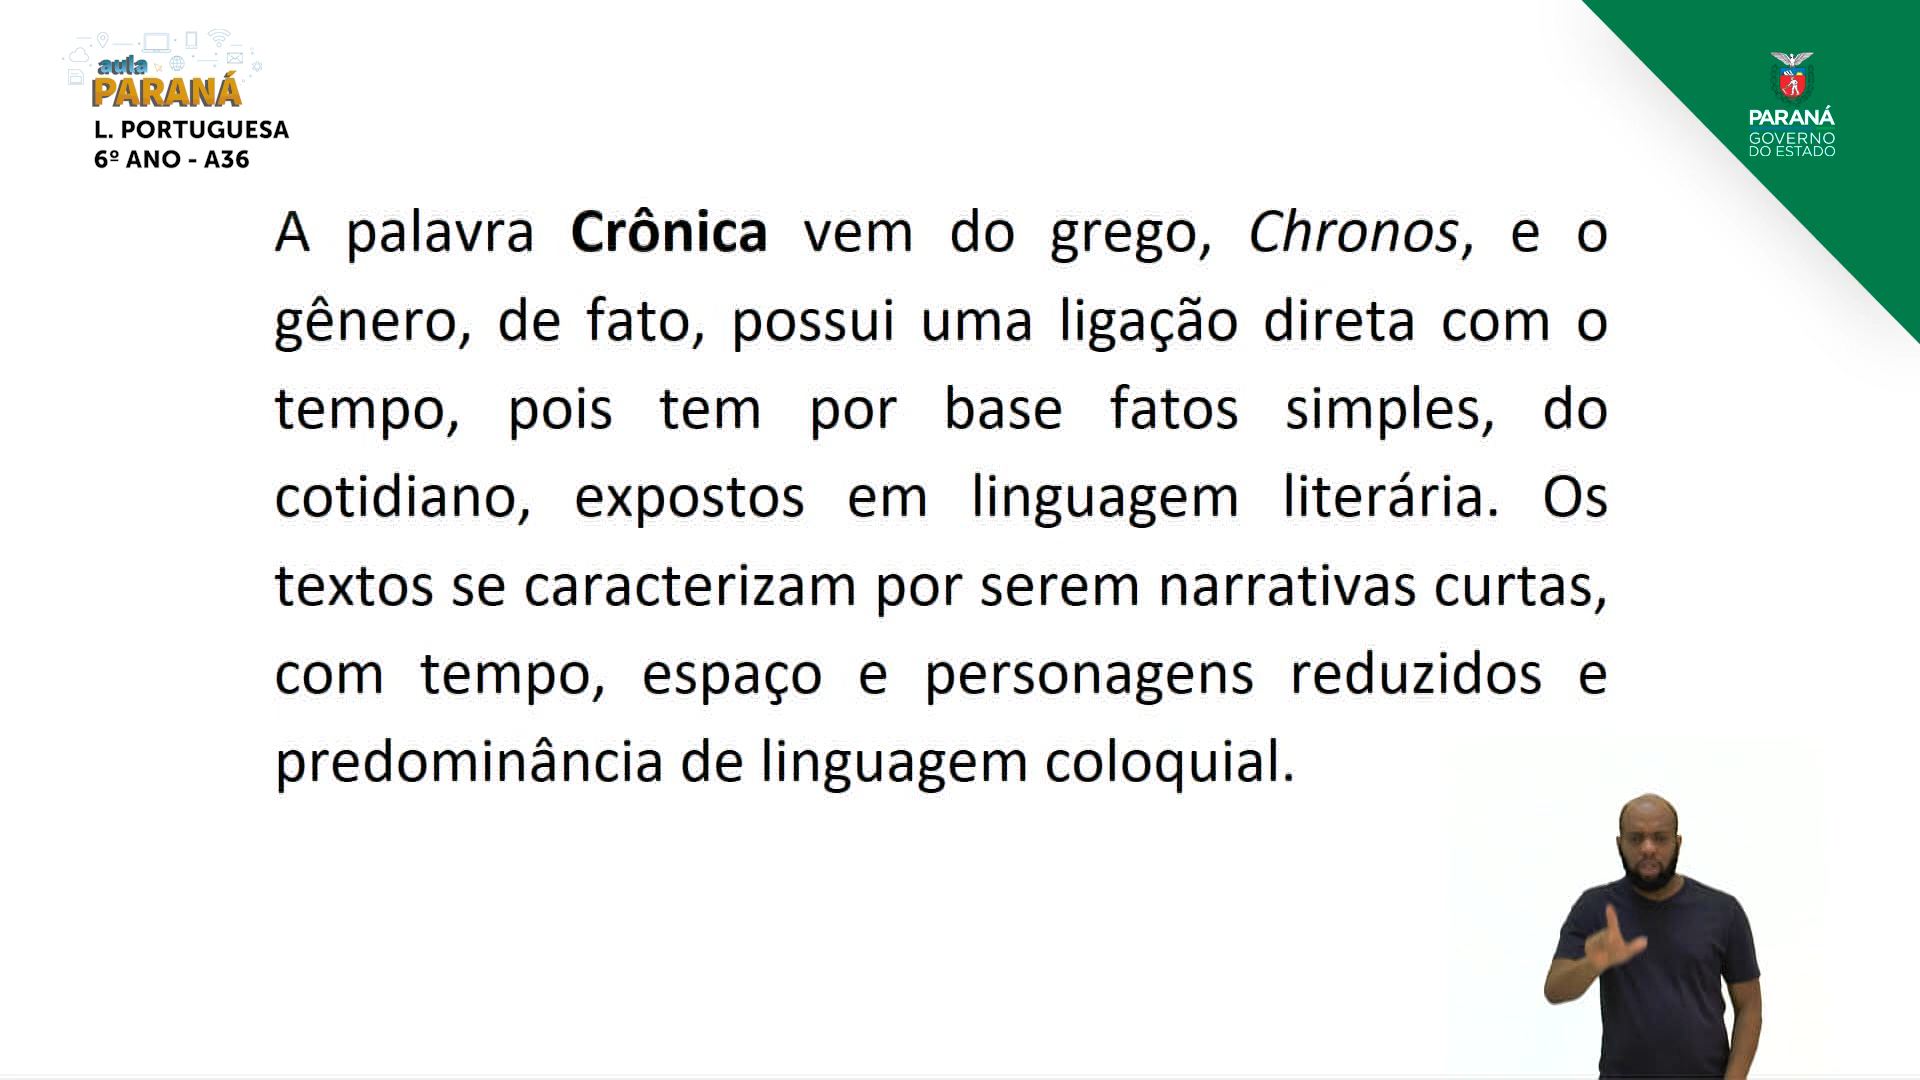 aula
PARANÁ
L. PORTUGUESA
6º ANO - A36
PARANÁ
GOVERNO
DO ESTADO
A palavra Crônica vem do grego, Chronos, e o
gênero, de fato, possui uma ligação direta com o
tempo, pois tem por base fatos simples, do
cotidiano, expostos em linguagem literária. Os
textos se caracterizam por serem narrativas curtas,
com tempo, espaço e personagens reduzidos e
predominância de linguagem coloquial.